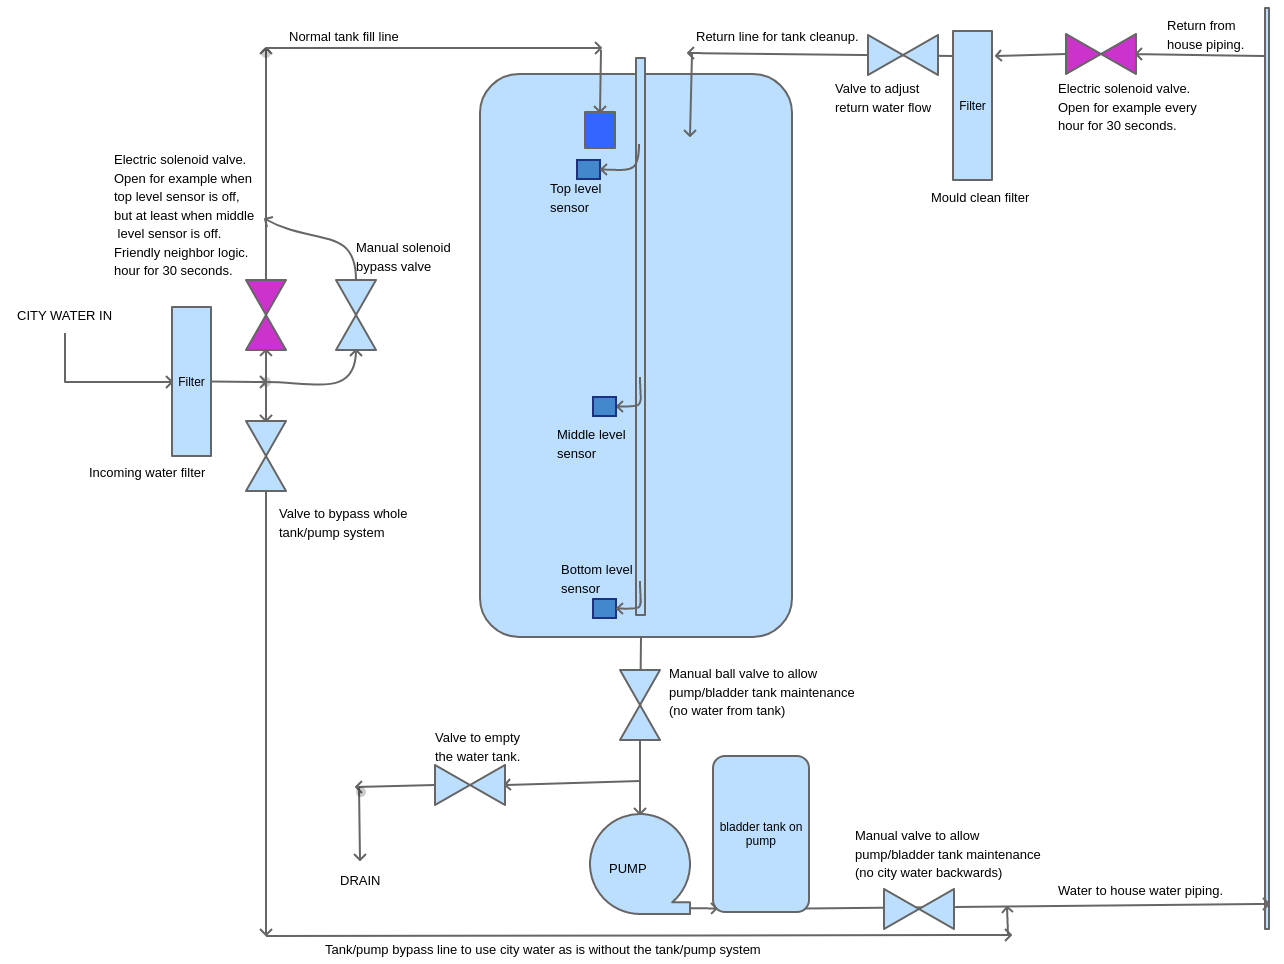 Normal tank fill line
Return line for tank cleanup.
Return from
house piping.
Valve to adjust
return water flow
Filter
Electric solenoid valve.
Open for example every
hour for 30 seconds.
Mould clean filter
Electric solenoid valve.
Open for example when
top level sensor is off,
but at least when middle
level sensor is off.
Friendly neighbor logic.
hour for 30 seconds.
Top level
sensor
Manual solenoid
bypass valve
CITY WATER IN
Filter
Incoming water filter
Middle level
sensor
Valve to bypass whole
tank/pump system
Bottom level
sensor
Manual ball valve to allow
pump/bladder tank maintenance
(no water from tank)
Valve to empty
the water tank.
bladder tank on
pump
PUMP
DRAIN
Manual valve to allow
pump/bladder tank maintenance
(no city water backwards)
Water to house water piping.
Tank/pump bypass line to use city water as is without the tank/pump system